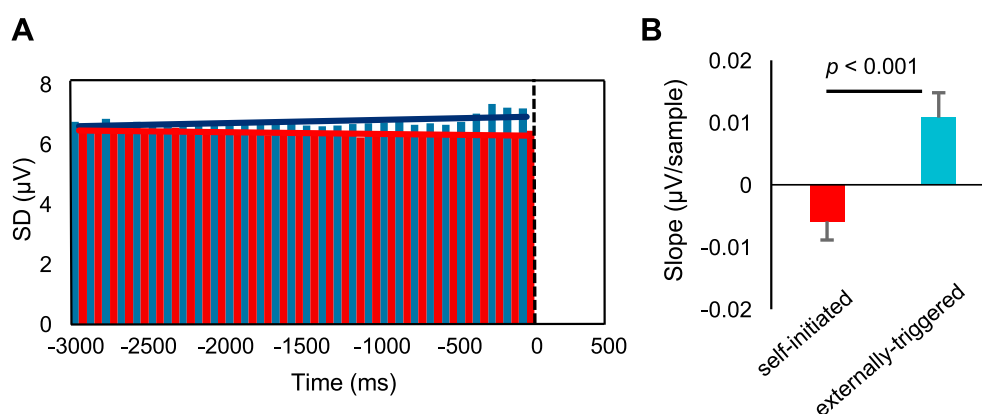 A
8
6
4
2
0
SD (µV)
-3000 -2500 -2000 -1500 -1000 -500 0 500
Time (ms)
B
0.02
0.01
0
-0.01
-0.02
Slope (µV/sample)
p < 0.001
self-initiated
externally-triggered